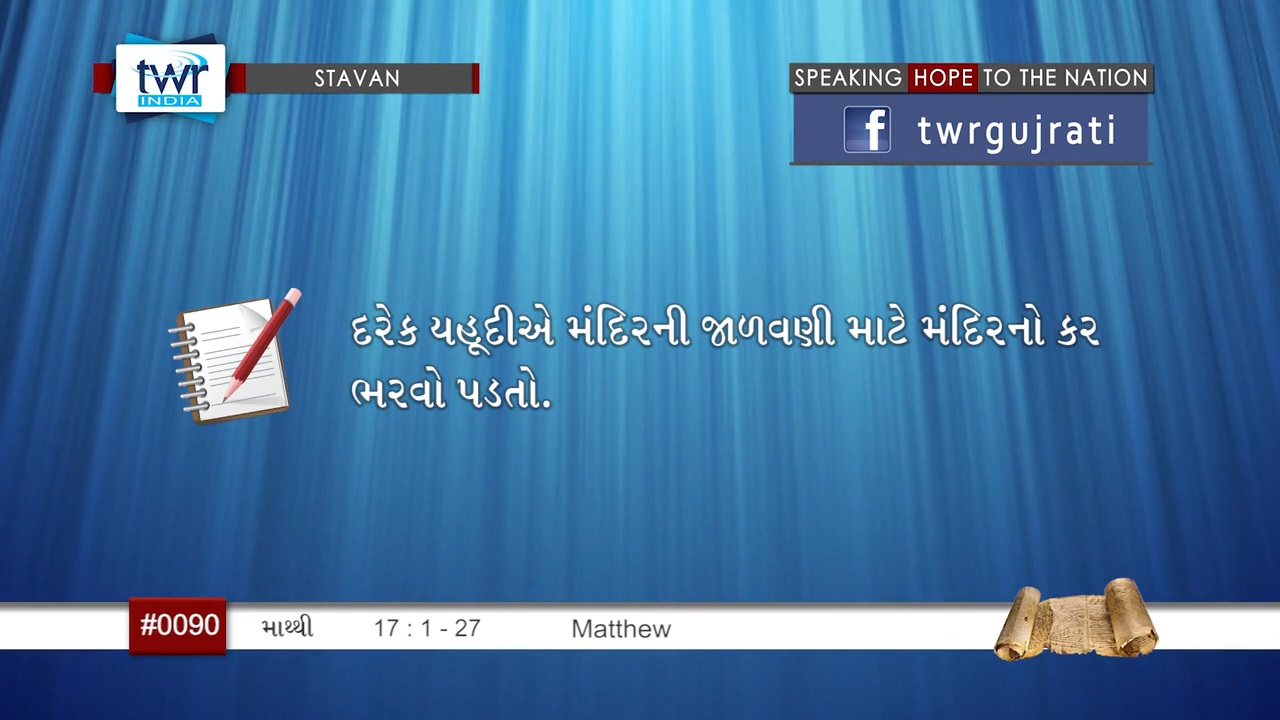 twr
INDIA
STAVAN
SPEAKING HOPE TO THE NATION
f twrgujrati
દરેક યહૂદીએ મંદિરની જાળવણી માટે મંદિરનો કર
ભરવો પડતો.
#0090 માથ્થી 17 : 1 - 27 Matthew